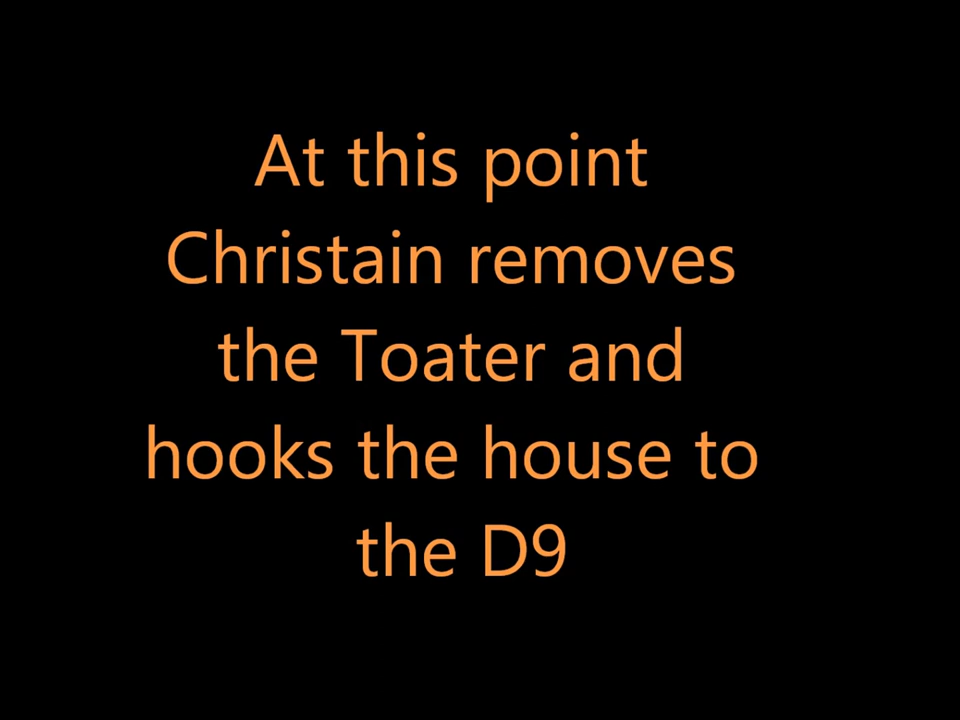 At this point
Christain removes
the Toater and
hooks the house to
the D9